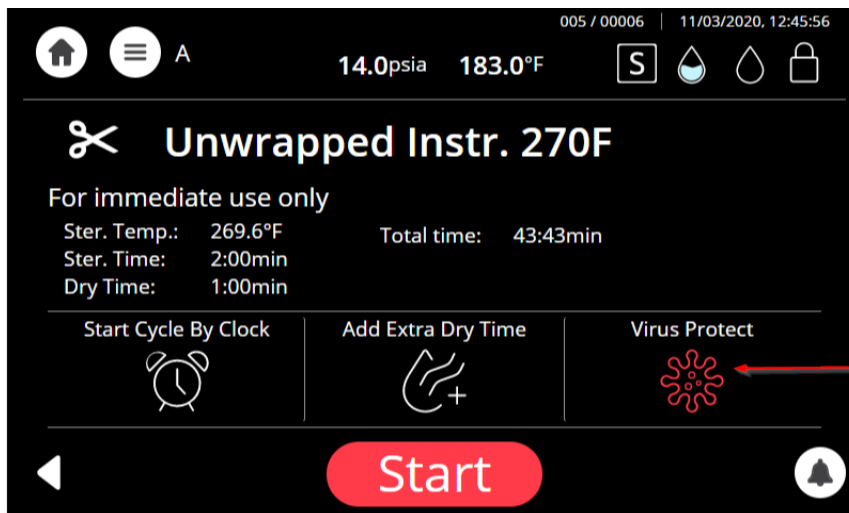 005 / 00006 | 11/03/2020, 12:45:56
A 14.0psia 183.0°F S
Unwrapped Instr. 270F
For immediate use only
Ster. Temp.: 269.6°F Total time: 43:43min
Ster. Time: 2:00min
Dry Time: 1:00min
Start Cycle By Clock Add Extra Dry Time Virus Protect
Start